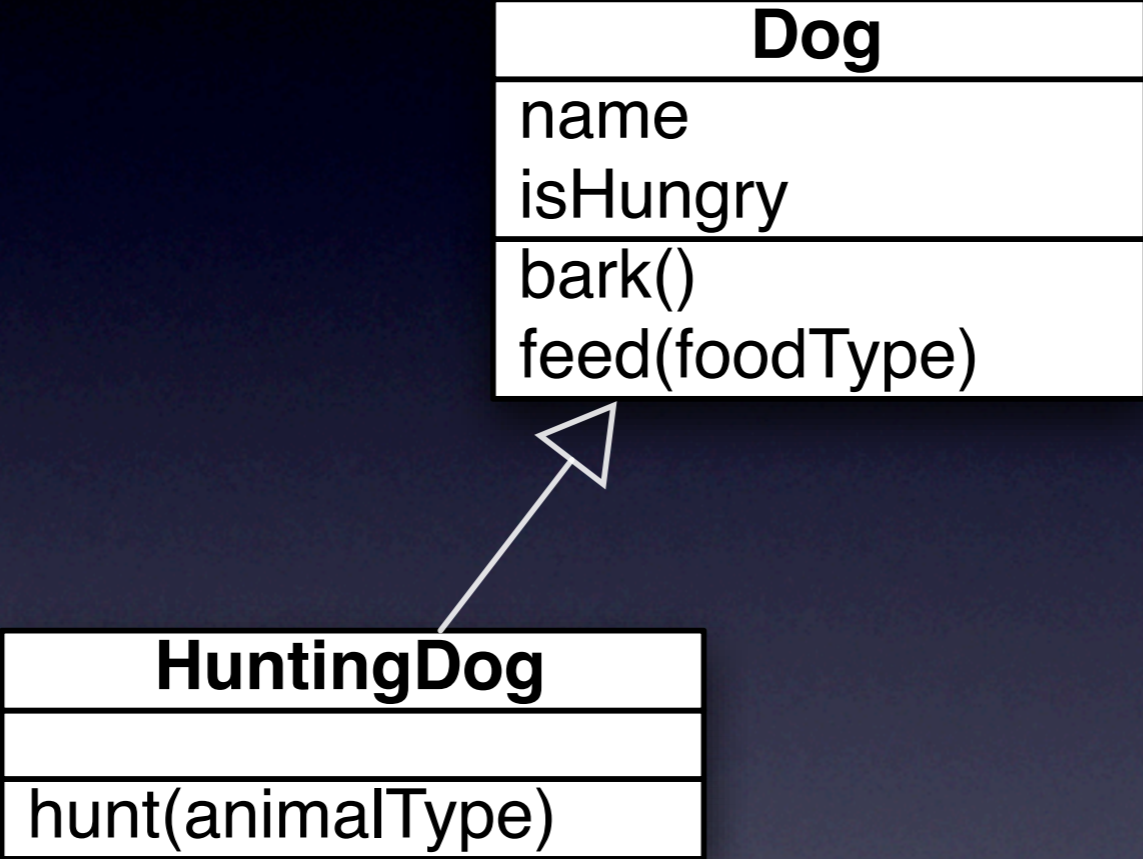 Dog
name
isHungry
bark()
feed(foodType)
HuntingDog
hunt(animalType)